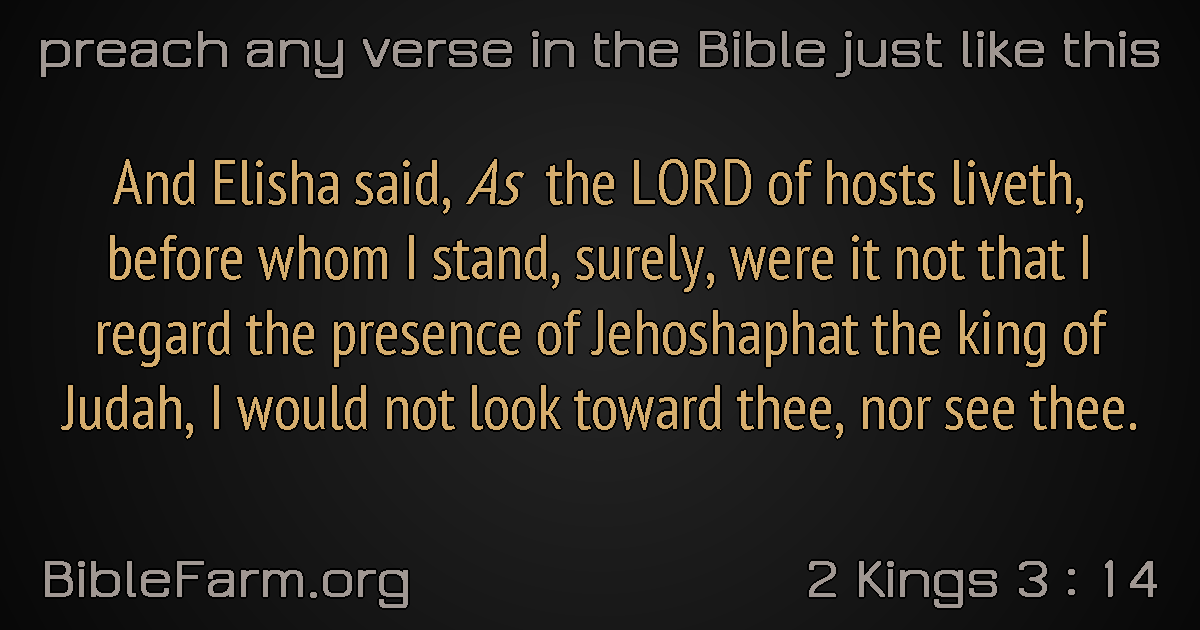 preach any verse in the Bible just like this
And Elisha said, As the LORD of hosts liveth,
before whom I stand, surely, were it not that I
regard the presence of Jehoshaphat the king of
Judah, I would not look toward thee, nor see thee.
BibleFarm.org
2 Kings 3 : 14